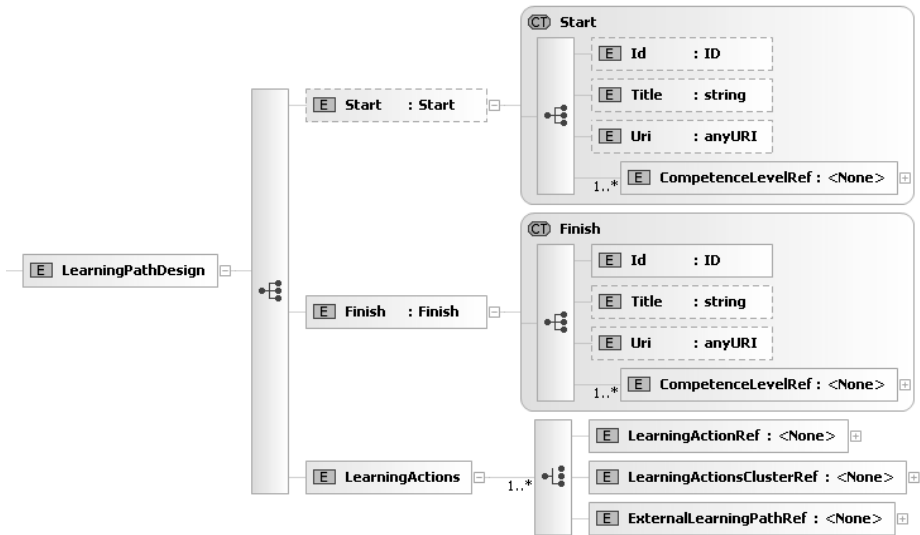 CT Start
E Id : ID
E Title : string
E Uri : anyURI
1..* E CompetenceLevelRef : <None>
E Start : Start
CT Finish
E Id : ID
E Title : string
E Uri : anyURI
1..* E CompetenceLevelRef : <None>
E LearningPathDesign
E Finish : Finish
E LearningActions
1..*
E LearningActionRef : <None>
E LearningActionsClusterRef : <None>
E ExternalLearningPathRef : <None>